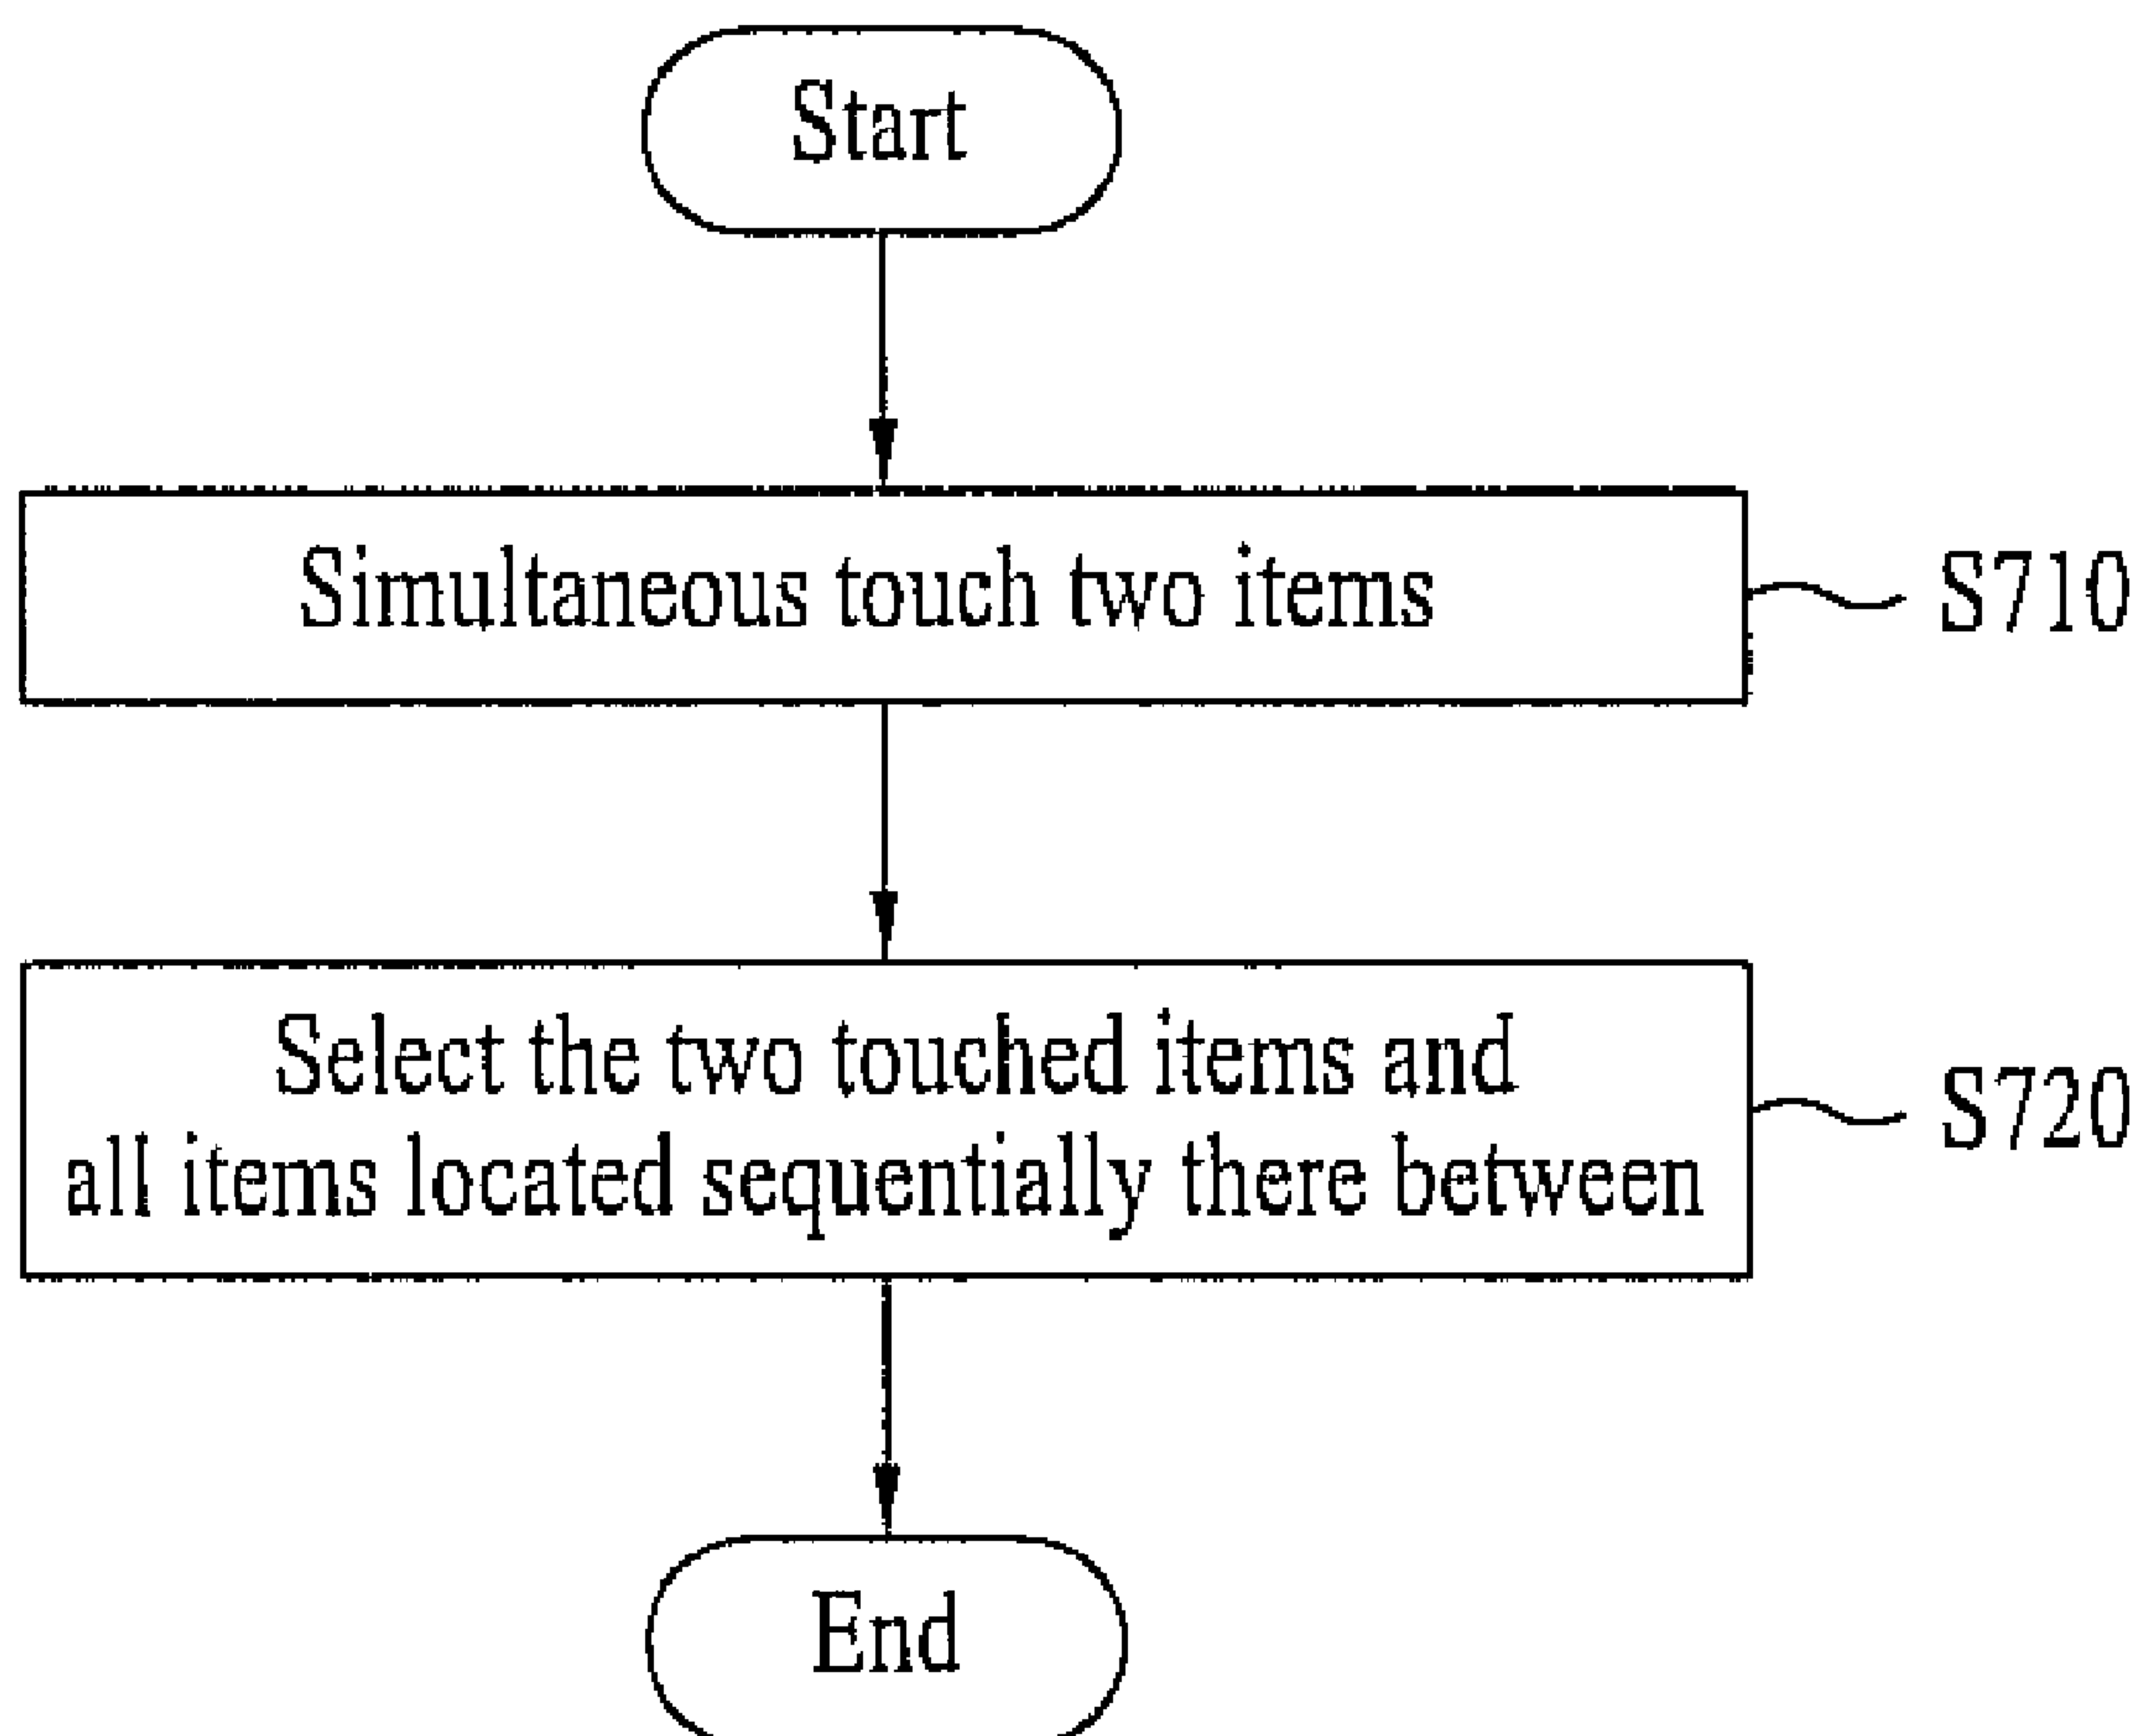 Start
Simultaneous touch two items
S710
Select the two touched items and
all items located sequentially there between
S720
End